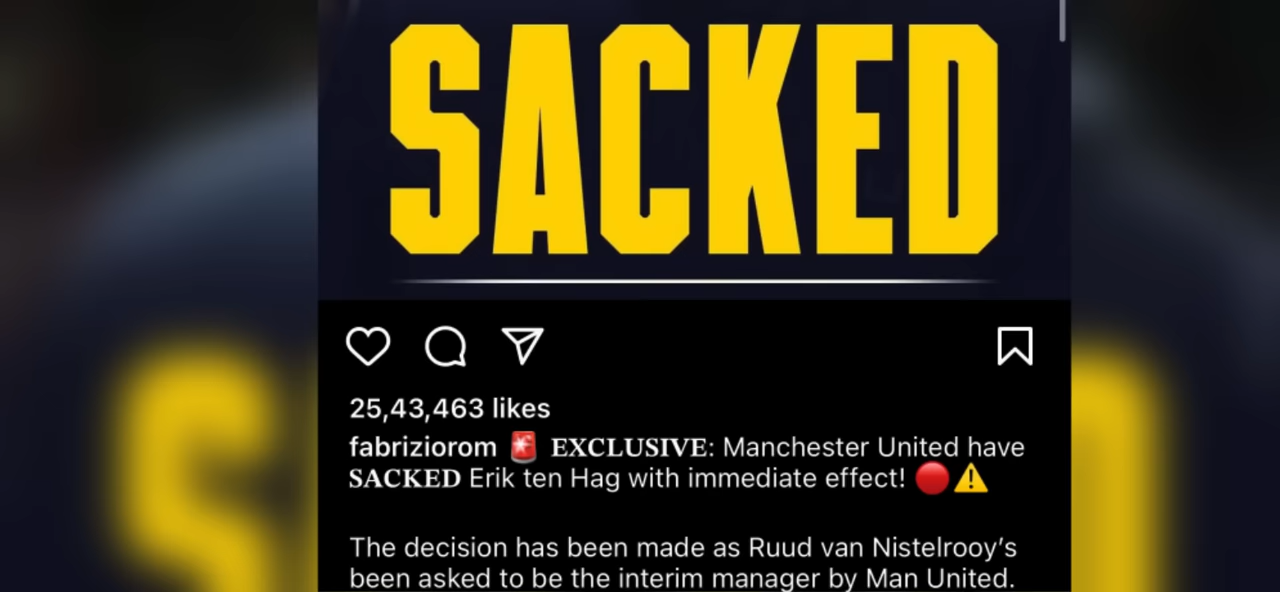 SACKED
25,43,463 likes
fabriziorom 🚨 EXCLUSIVE: Manchester United have
SACKED Erik ten Hag with immediate effect! 🔴⚠️
The decision has been made as Ruud van Nistelrooy’s
been asked to be the interim manager by Man United.